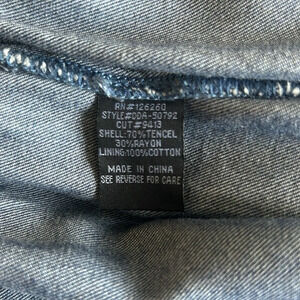 RN#126260
STYLE#DDA-50792
CUT#9413
SHELL:70%TENCEL
30%RAYON
LINING:100%COTTON
MADE IN CHINA
SEE REVERSE FOR CARE